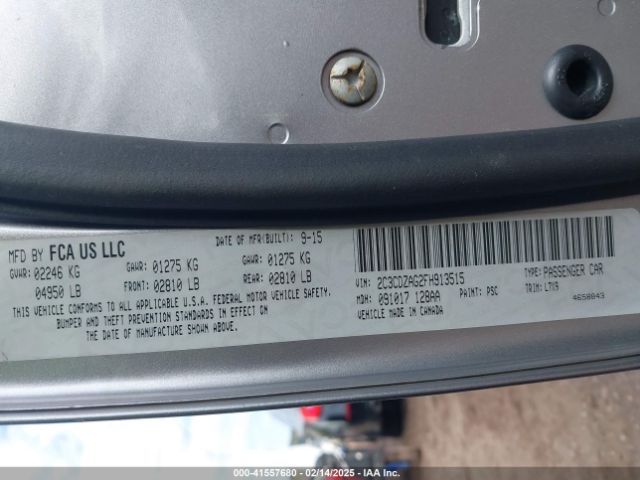 MFD BY FCA US LLC
DATE OF MFR(BUILT): 9-15
GVWR: 02246 KG
GAWR: 01275 KG
GAWR: 01275 KG
04950 LB
FRONT: 02810 LB
REAR: 02810 LB
THIS VEHICLE CONFORMS TO ALL APPLICABLE U.S.A. FEDERAL MOTOR VEHICLE SAFETY
BUMPER AND THEFT PREVENTION STANDARDS IN EFFECT ON
THE DATE OF MANUFACTURE SHOWN ABOVE.
VIN: 2C3CDZAG2FH913515
TYPE: PASSENGER CAR
MDH: 091017 128AA
PAINT: PSC
TRIM: L7X9
VEHICLE MADE IN CANADA
4658643
000-41557680 - 02/14/2025 - IAA Inc.